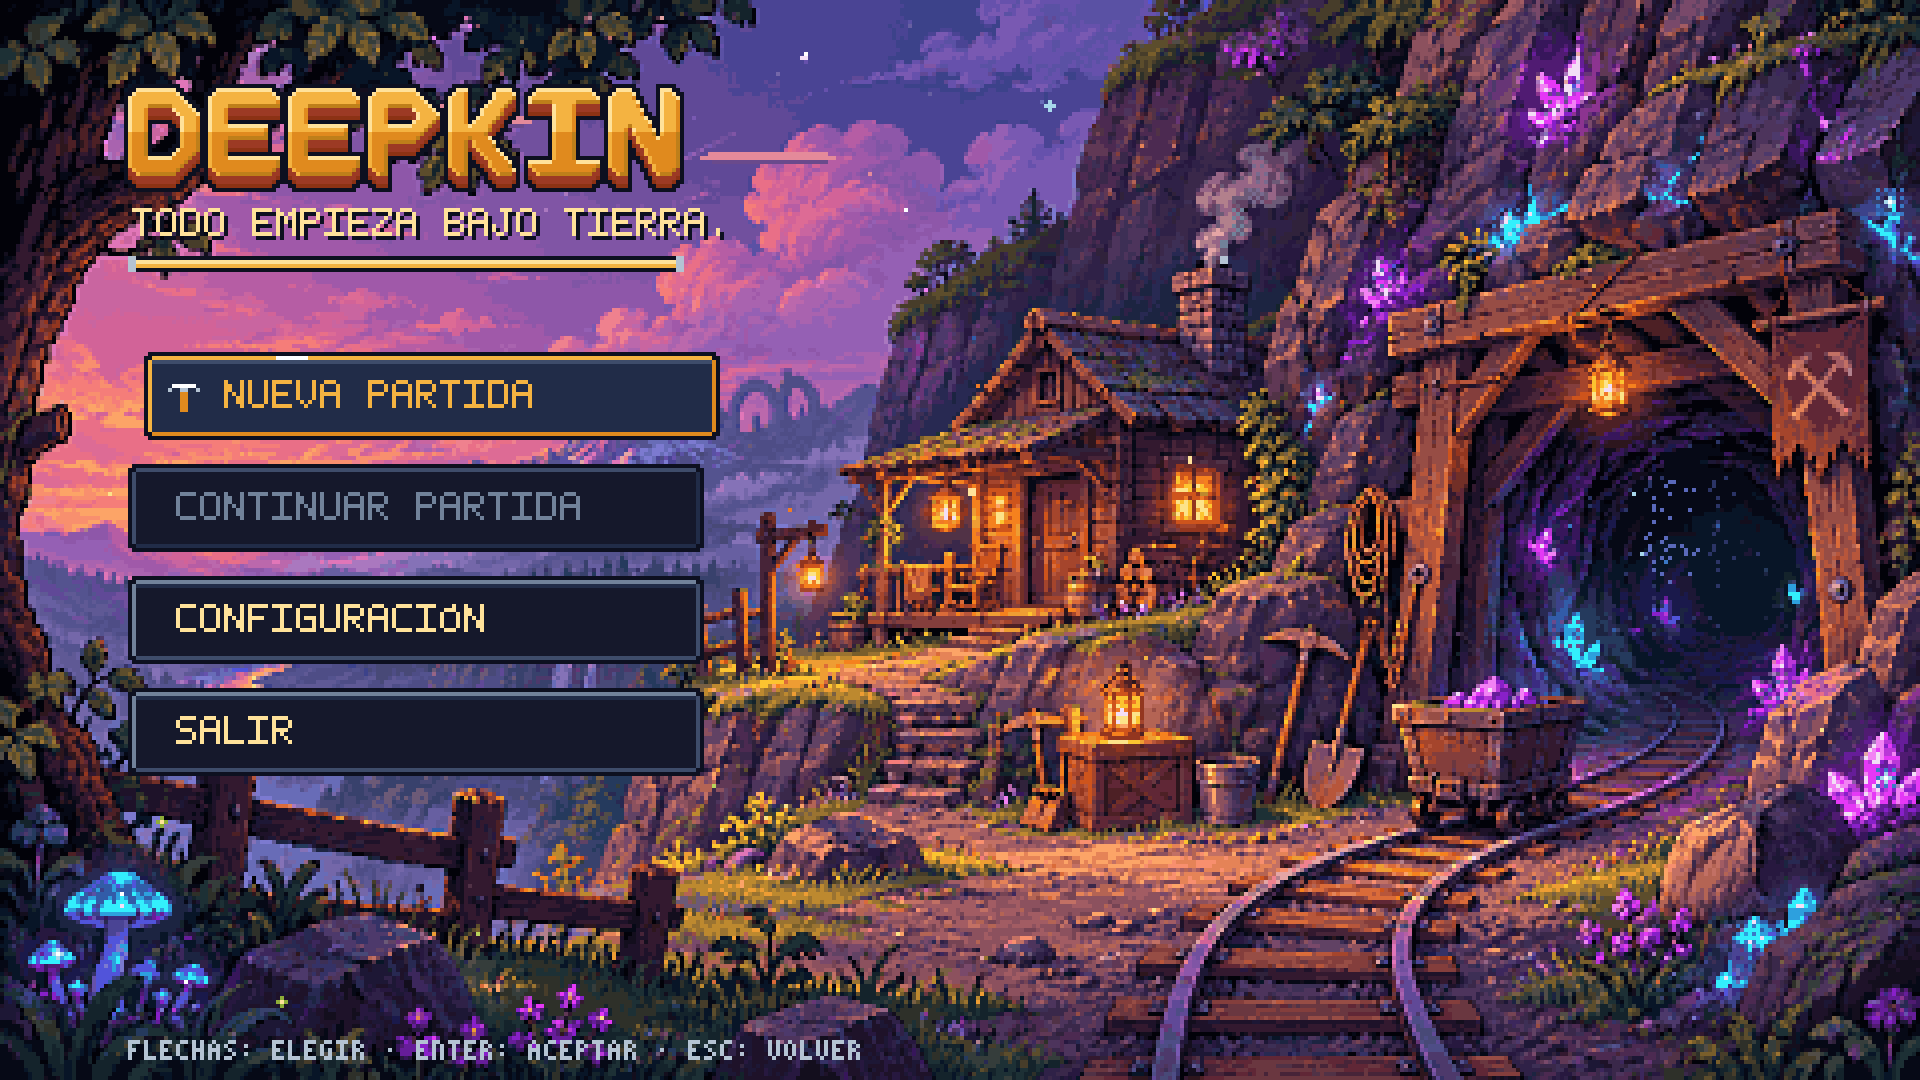 DEEPKIN
TODO EMPIEZA BAJO TIERRA.
NUEVA PARTIDA
CONTINUAR PARTIDA
CONFIGURACIÓN
SALIR
FLECHAS: ELEGIR · ENTER: ACEPTAR · ESC: VOLVER